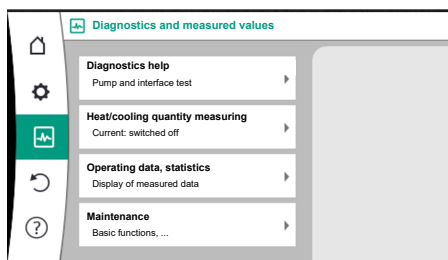 Diagnostics and measured values
Diagnostics help
Pump and interface test
Heat/cooling quantity measuring
Current: switched off
Operating data, statistics
Display of measured data
Maintenance
Basic functions, ...
?